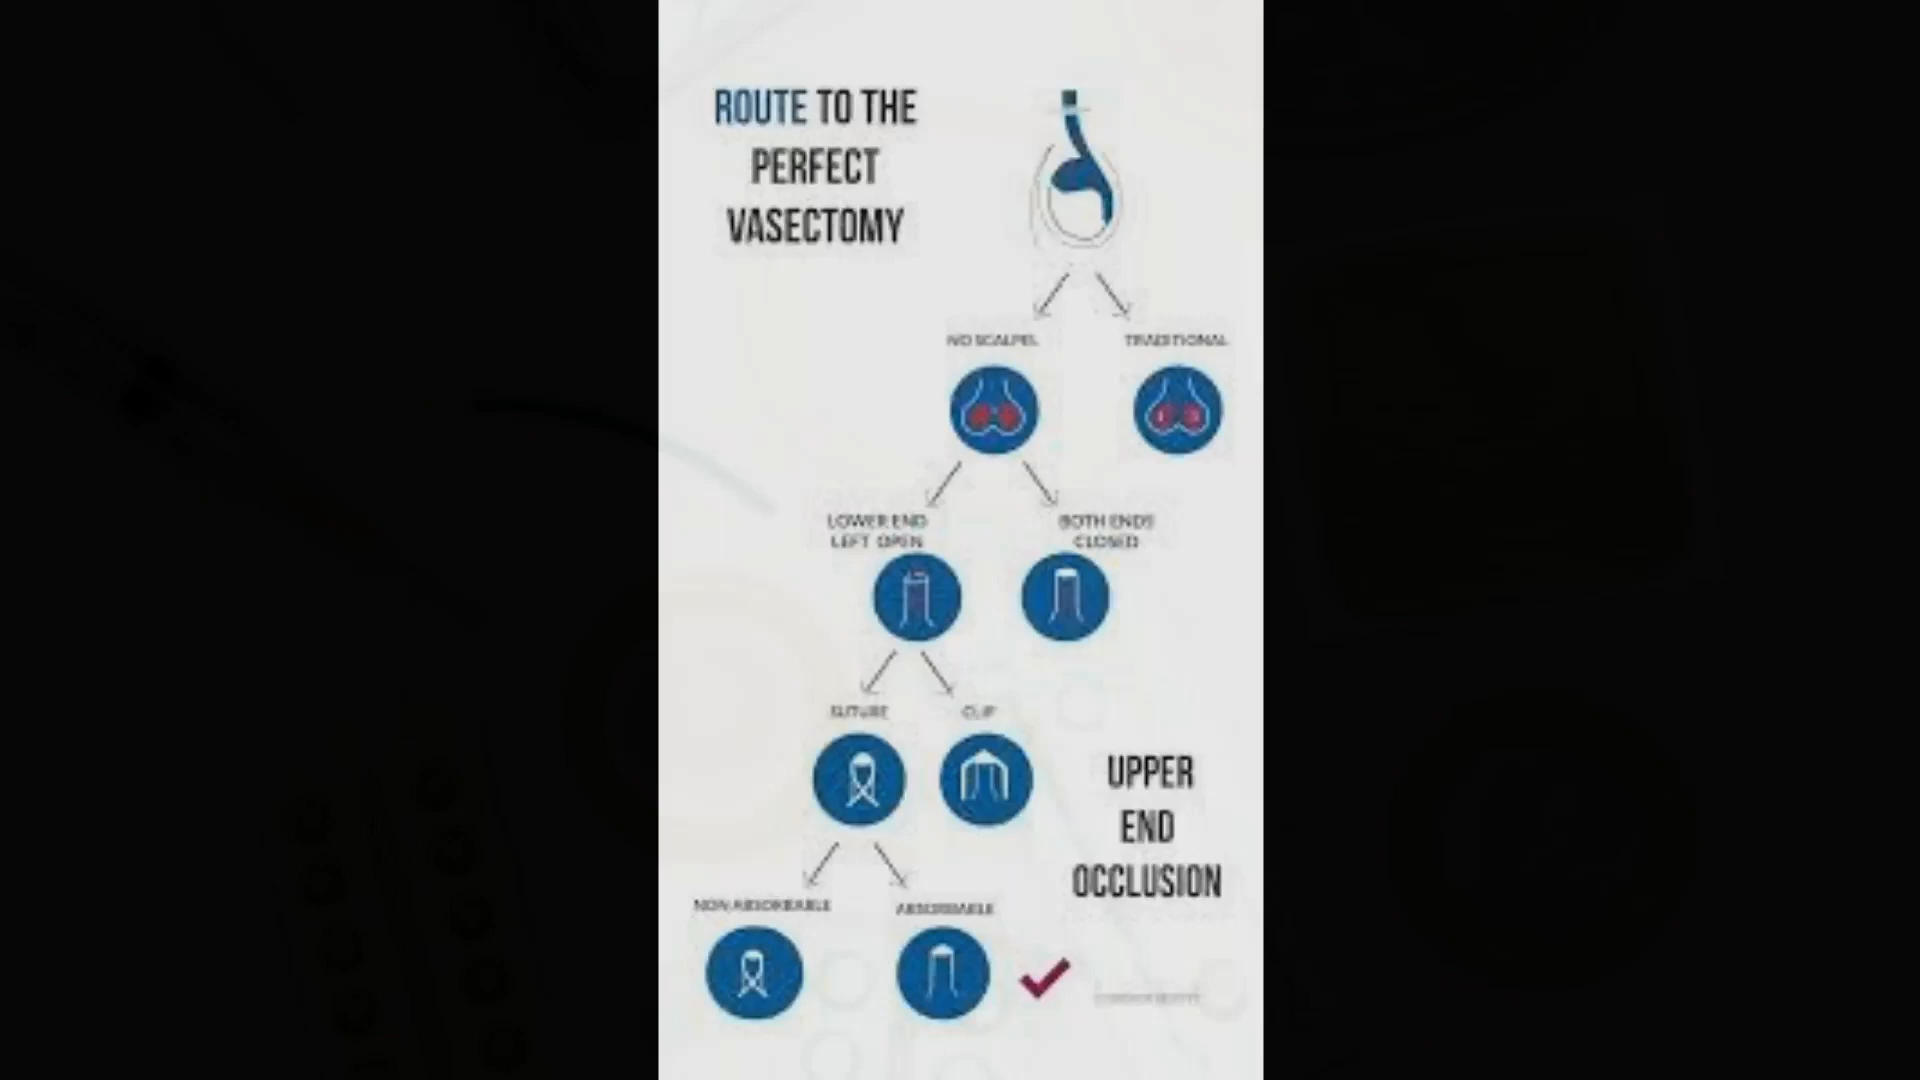 ROUTE TO THE
PERFECT
VASECTOMY
NO SCALPEL
TRADITIONAL
LOWER END
LEFT OPEN
BOTH ENDS
CLOSED
SUTURE
CLIP
UPPER
END
OCCLUSION
NON ABSORBABLE
ABSORBABLE